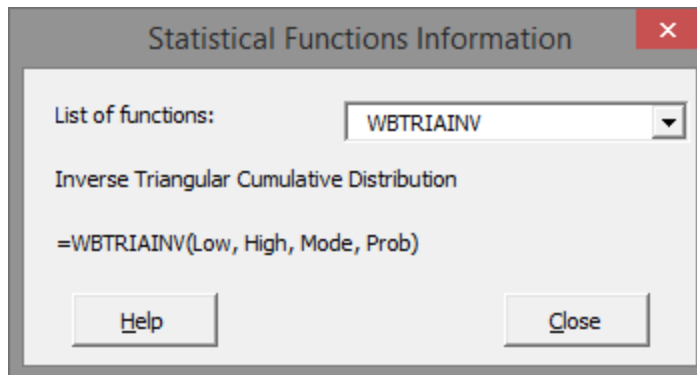 Statistical Functions Information
List of functions: WBTRIAINV
Inverse Triangular Cumulative Distribution
=WBTRIAINV(Low, High, Mode, Prob)
Help Close